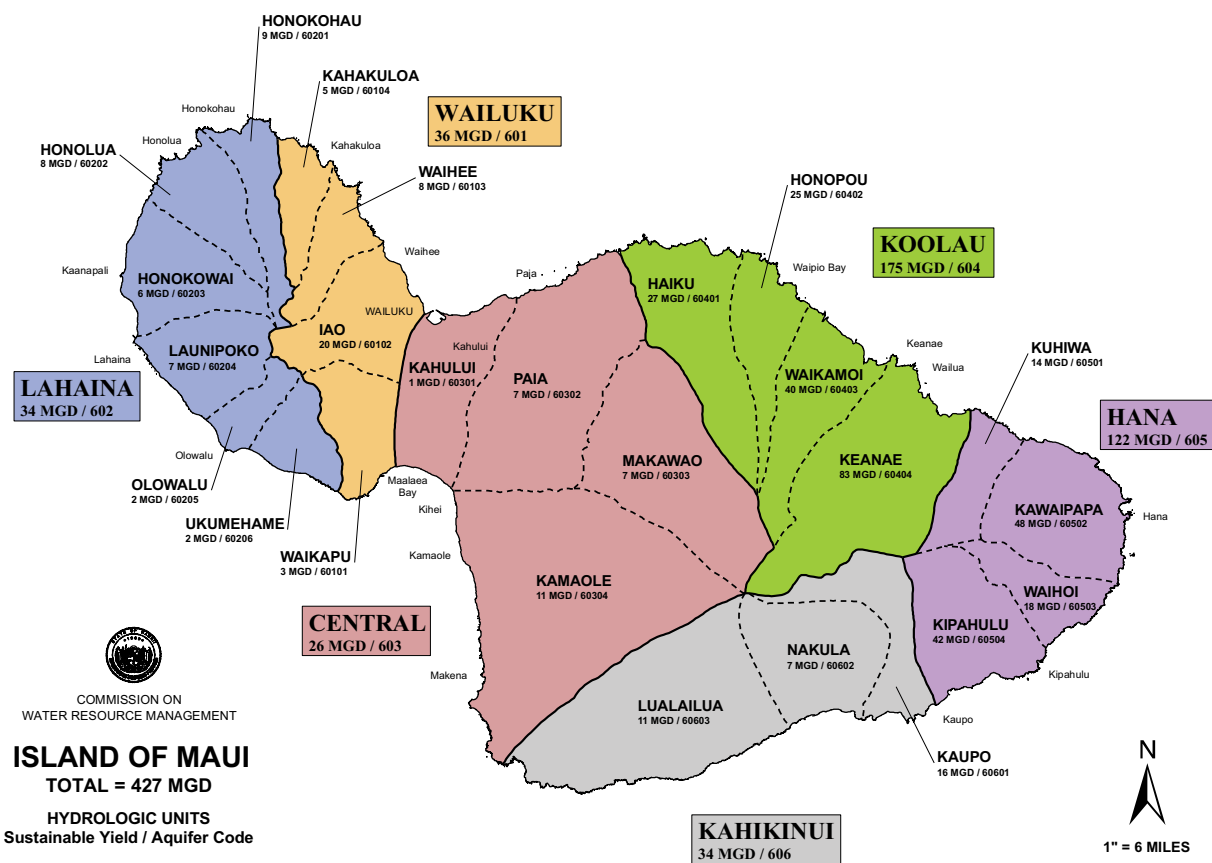 HONOKOHAU
9 MGD / 60201
KAHAKULOA
5 MGD / 60104
WAILUKU
36 MGD / 601
Honokohau
Honolua
Kahakuloa
HONOLUA
8 MGD / 60202
WAIHEE
8 MGD / 60103
HONOPOU
25 MGD / 60402
KOOLAU
175 MGD / 604
Waihee
Kaanapali
HONOKOWAI
6 MGD / 60203
Paja
Waipio Bay
HAIKU
27 MGD / 60401
WAILUKU
IAO
20 MGD / 60102
Kahului
Keanae
Wailua
KUHIWA
14 MGD / 60501
Lahaina
LAUNIPOKO
7 MGD / 60204
KAHULUI
1 MGD / 60301
PAIA
7 MGD / 60302
WAIKAMOI
40 MGD / 60403
LAHAINA
34 MGD / 602
HANA
122 MGD / 605
Olowalu
MAKAWAO
7 MGD / 60303
KEANAE
83 MGD / 60404
OLOWALU
2 MGD / 60205
Maalaea
Bay
Kihei
KAWAIPAPA
48 MGD / 60502
Hana
UKUMEHAME
2 MGD / 60206
WAIKAPU
3 MGD / 60101
Kamaole
KAMAOLE
11 MGD / 60304
WAIHOI
18 MGD / 60503
CENTRAL
26 MGD / 603
KIPAHULU
42 MGD / 60504
NAKULA
7 MGD / 60602
Makena
Kipahulu
LUALAILUA
11 MGD / 60603
Kaupo
KAUPO
16 MGD / 60601
COMMISSION ON
WATER RESOURCE MANAGEMENT
ISLAND OF MAUI
TOTAL = 427 MGD
HYDROLOGIC UNITS
Sustainable Yield / Aquifer Code
KAHIKINUI
34 MGD / 606
N
1" = 6 MILES